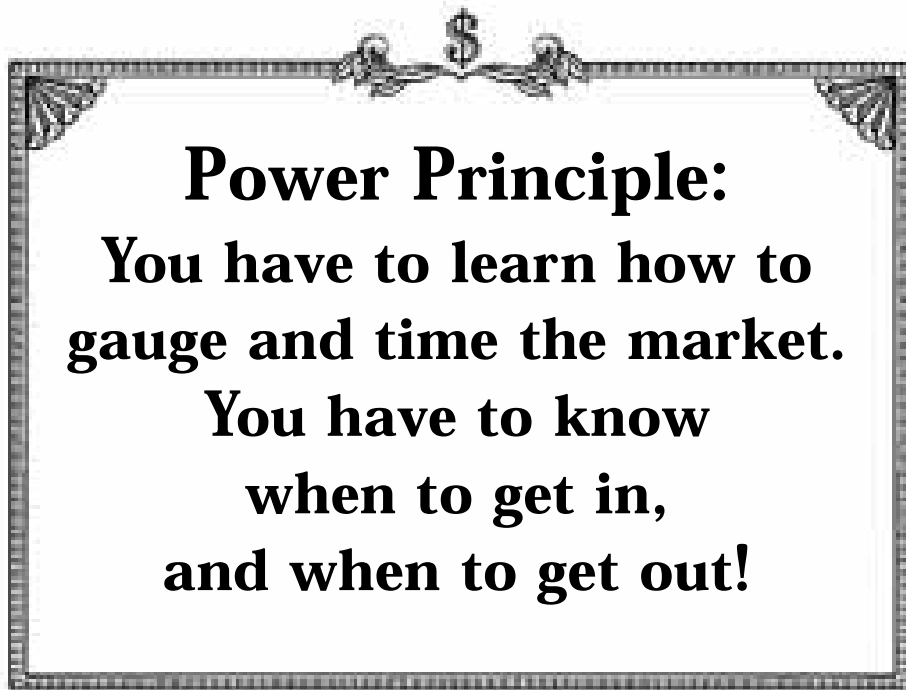 $
Power Principle:
You have to learn how to
gauge and time the market.
You have to know
when to get in,
and when to get out!